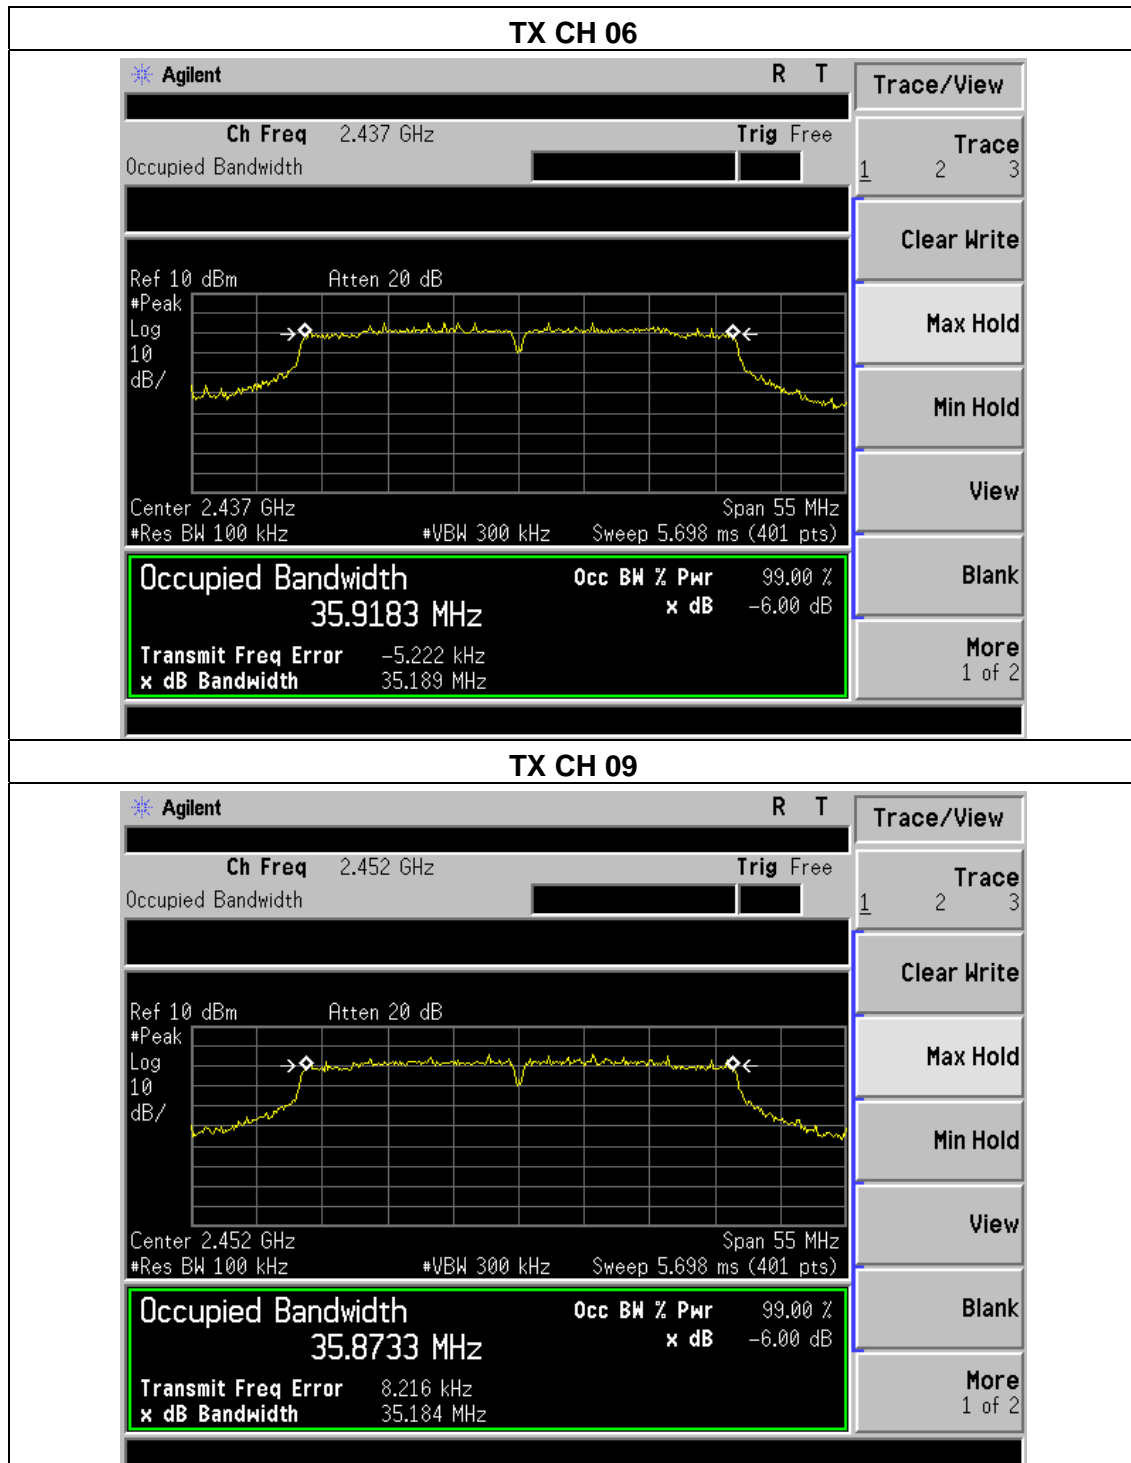 TX CH 06
Agilent R T
Trace/View
Ch Freq 2.437 GHz Trig Free
Occupied Bandwidth
Trace
1 2 3
Clear Write
Max Hold
Min Hold
View
Blank
More
1 of 2
Ref 10 dBm Atten 20 dB
#Peak
Log
10
dB/
Center 2.437 GHz Span 55 MHz
#Res BW 100 kHz #VBW 300 kHz Sweep 5.698 ms (401 pts)
Occupied Bandwidth Occ BW % Pwr 99.00 %
35.9183 MHz x dB -6.00 dB
Transmit Freq Error -5.222 kHz
x dB Bandwidth 35.189 MHz
TX CH 09
Agilent R T
Trace/View
Ch Freq 2.452 GHz Trig Free
Occupied Bandwidth
Trace
1 2 3
Clear Write
Max Hold
Min Hold
View
Blank
More
1 of 2
Ref 10 dBm Atten 20 dB
#Peak
Log
10
dB/
Center 2.452 GHz Span 55 MHz
#Res BW 100 kHz #VBW 300 kHz Sweep 5.698 ms (401 pts)
Occupied Bandwidth Occ BW % Pwr 99.00 %
35.8733 MHz x dB -6.00 dB
Transmit Freq Error 8.216 kHz
x dB Bandwidth 35.184 MHz